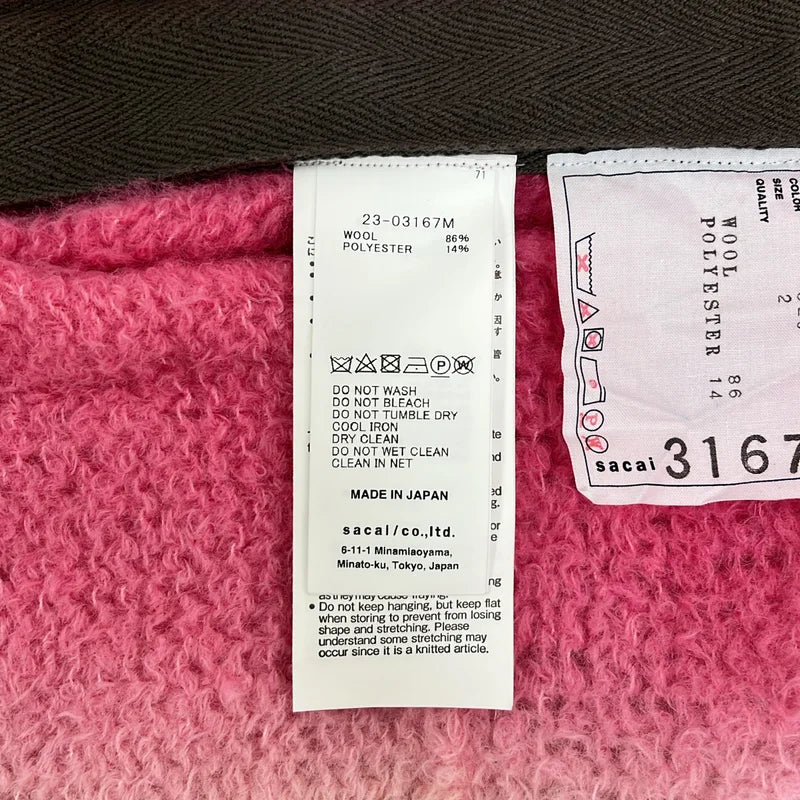 71
23-03167M
WOOL 86%
POLYESTER 14%
DO NOT WASH
DO NOT BLEACH
DO NOT TUMBLE DRY
COOL IRON
DRY CLEAN
DO NOT WET CLEAN
CLEAN IN NET
MADE IN JAPAN
sacai/co.,ltd.
6-11-1 Minamiaoyama,
Minato-ku, Tokyo, Japan
as they may cause fraying.
• Do not keep hanging, but keep flat
when storing to prevent from losing
shape and stretching. Please
understand some stretching may
occur since it is a knitted article.
COLOR
SIZE 2
QUALITY
WOOL 86
POLYESTER 14
sacai 3167